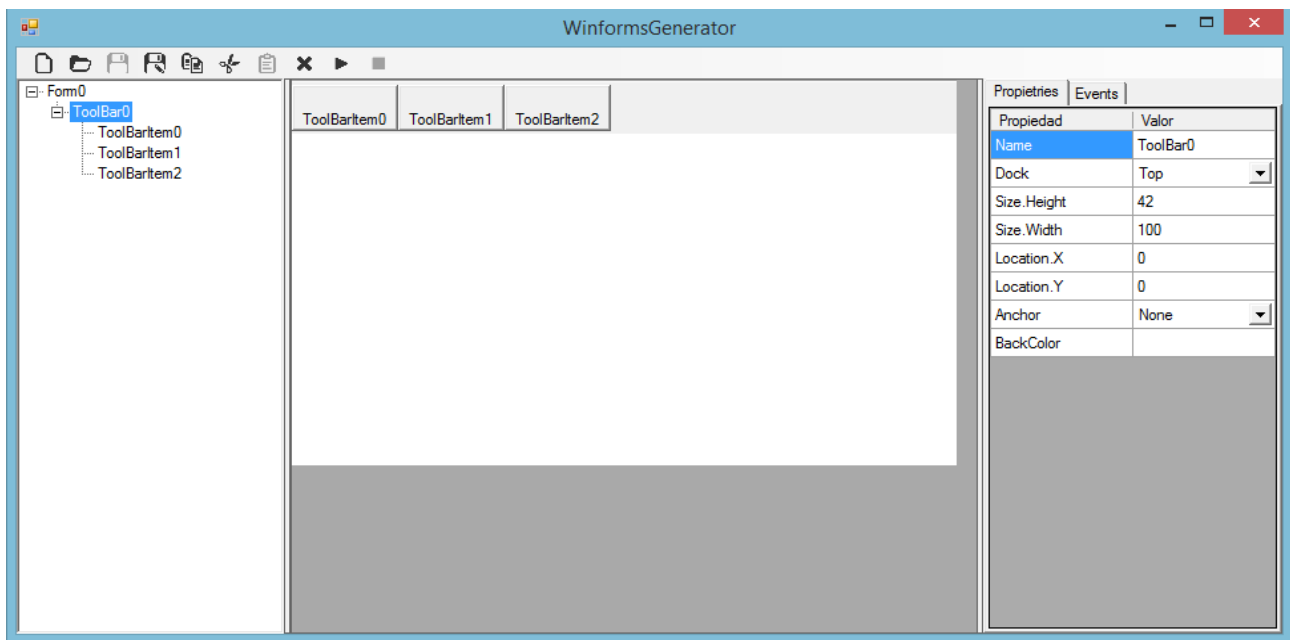 WinformsGenerator
Form0
ToolBar0
ToolBarItem0
ToolBarItem1
ToolBarItem2
ToolBarItem0 ToolBarItem1 ToolBarItem2
Propietries Events
Propiedad Valor
Name ToolBar0
Dock Top
Size.Height 42
Size.Width 100
Location.X 0
Location.Y 0
Anchor None
BackColor